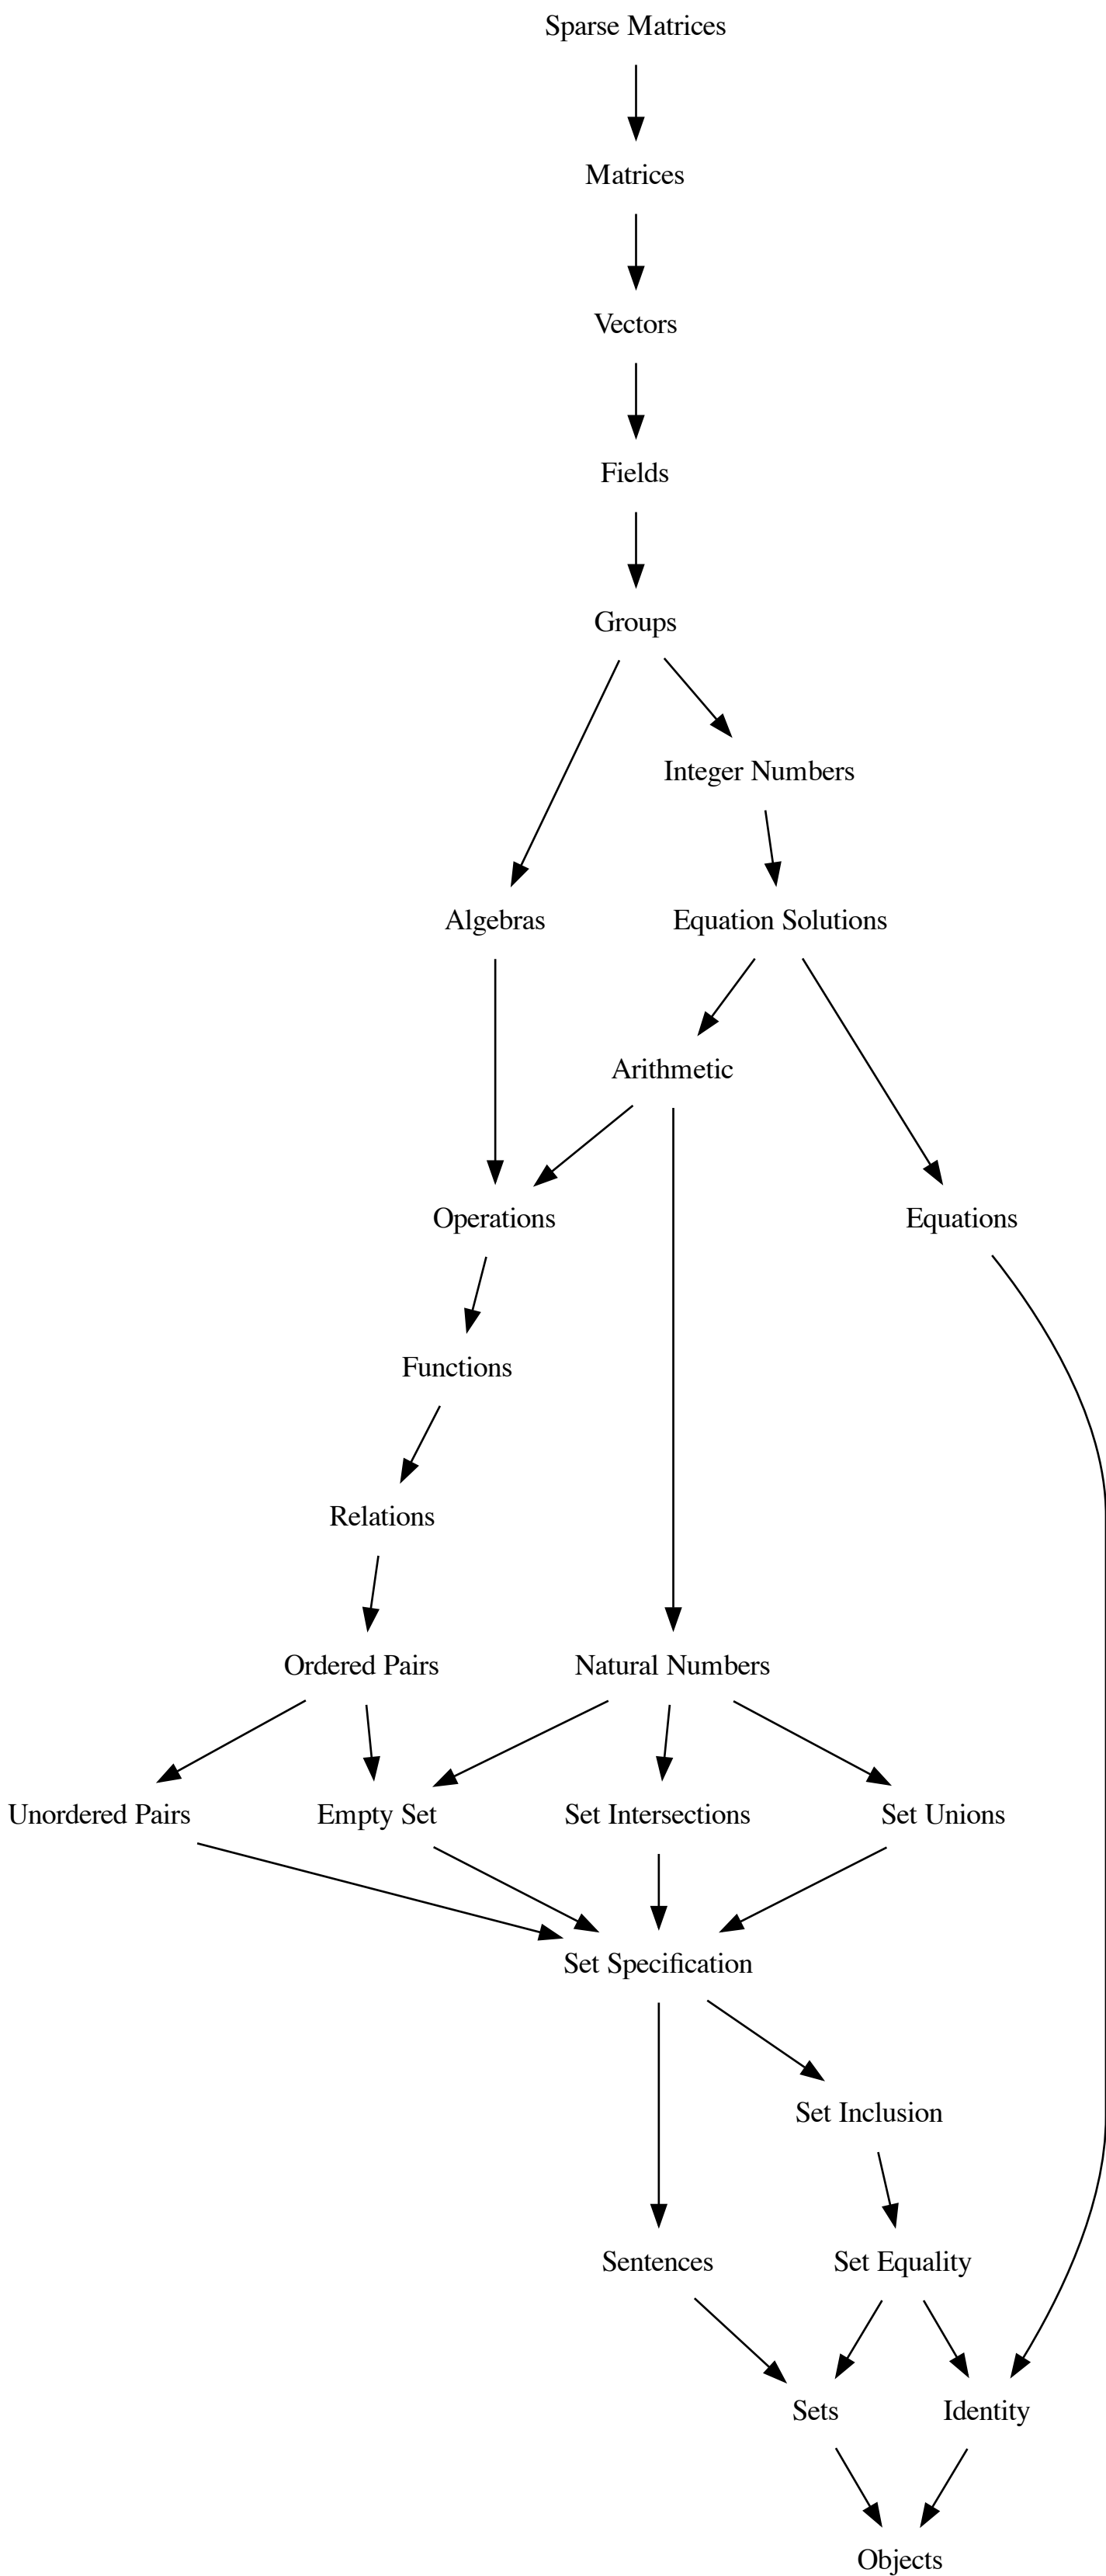 Sparse Matrices
Matrices
Vectors
Fields
Groups
Integer Numbers
Algebras
Equation Solutions
Arithmetic
Operations
Equations
Functions
Relations
Ordered Pairs
Natural Numbers
Unordered Pairs
Empty Set
Set Intersections
Set Unions
Set Specification
Set Inclusion
Sentences
Set Equality
Sets
Identity
Objects